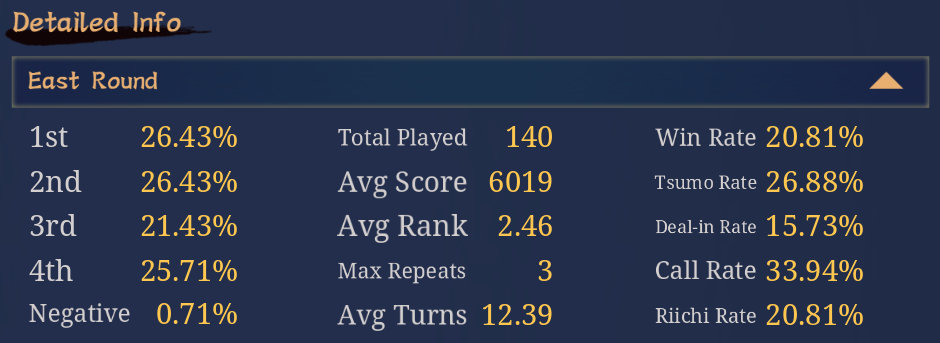 Detailed Info
East Round
1st 26.43% Total Played 140 Win Rate 20.81%
2nd 26.43% Avg Score 6019 Tsumo Rate 26.88%
3rd 21.43% Avg Rank 2.46 Deal-in Rate 15.73%
4th 25.71% Max Repeats 3 Call Rate 33.94%
Negative 0.71% Avg Turns 12.39 Riichi Rate 20.81%